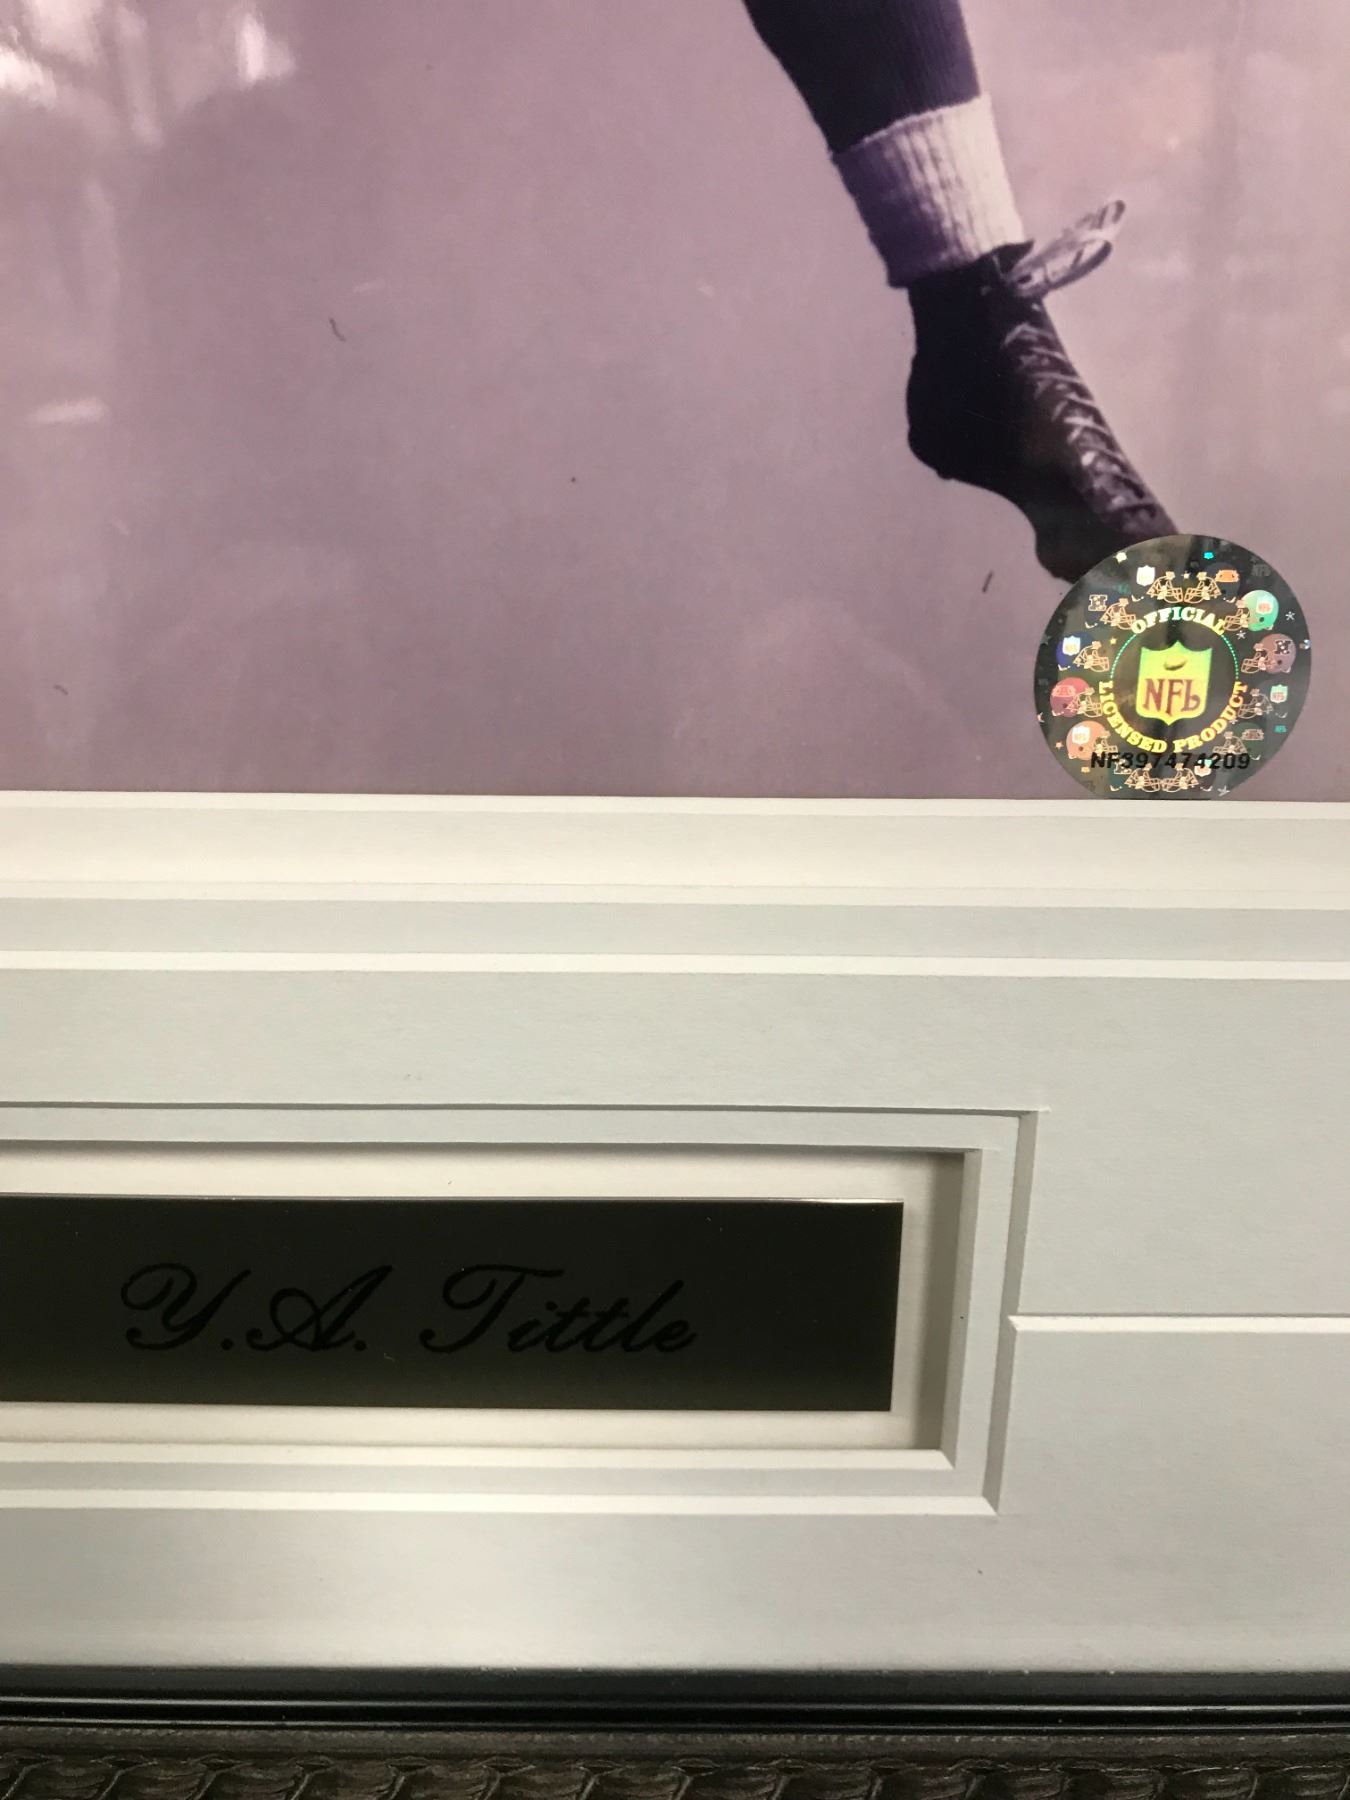 OFFICIAL
NFL
LICENSED PRODUCT
NF397474209
Y.A. Tittle